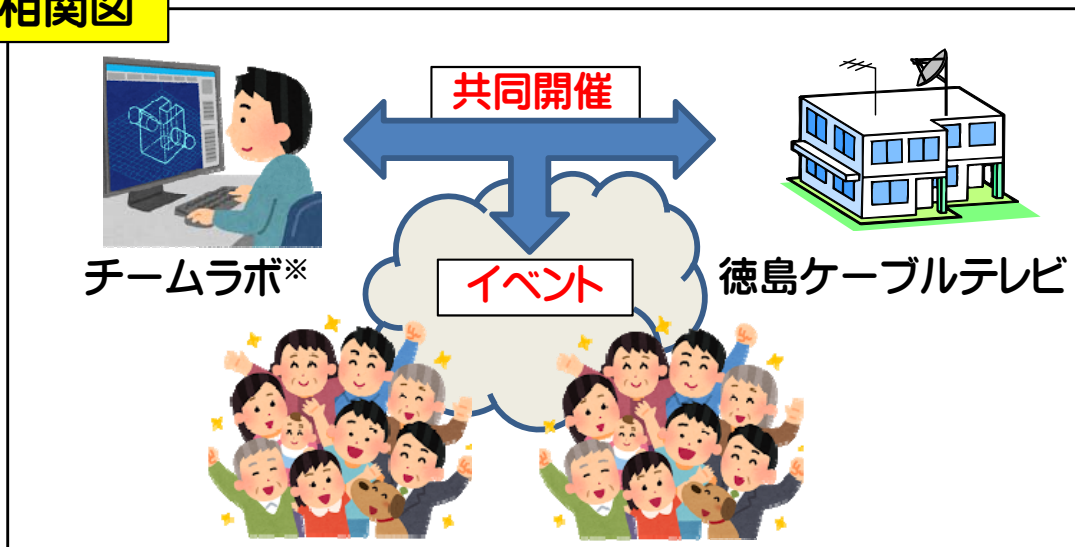 相関図
共同開催
チームラボ※
イベント
徳島ケーブルテレビ